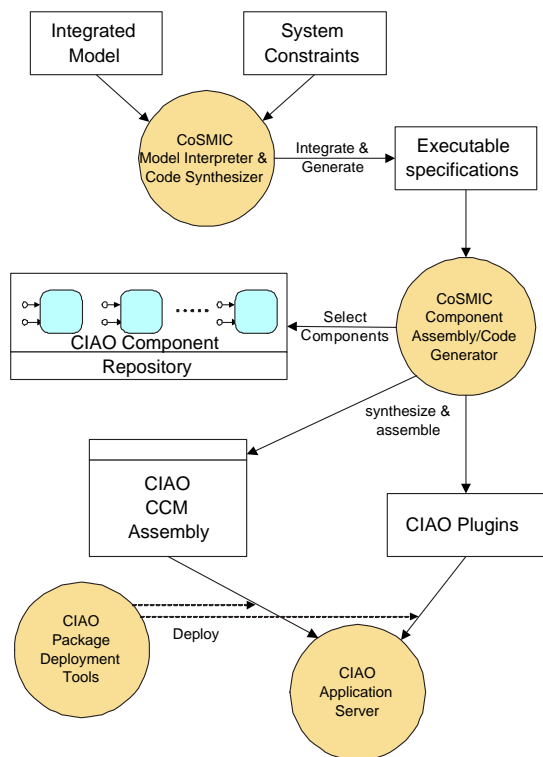 Integrated
Model
System
Constraints
CoSMIC
Model Interpreter &
Code Synthesizer
Integrate &
Generate
Executable
specifications
CIAO Component
Repository
Select
Components
CoSMIC
Component
Assembly/Code
Generator
synthesize &
assemble
CIAO
CCM
Assembly
CIAO Plugins
CIAO
Package
Deployment
Tools
Deploy
CIAO
Application
Server